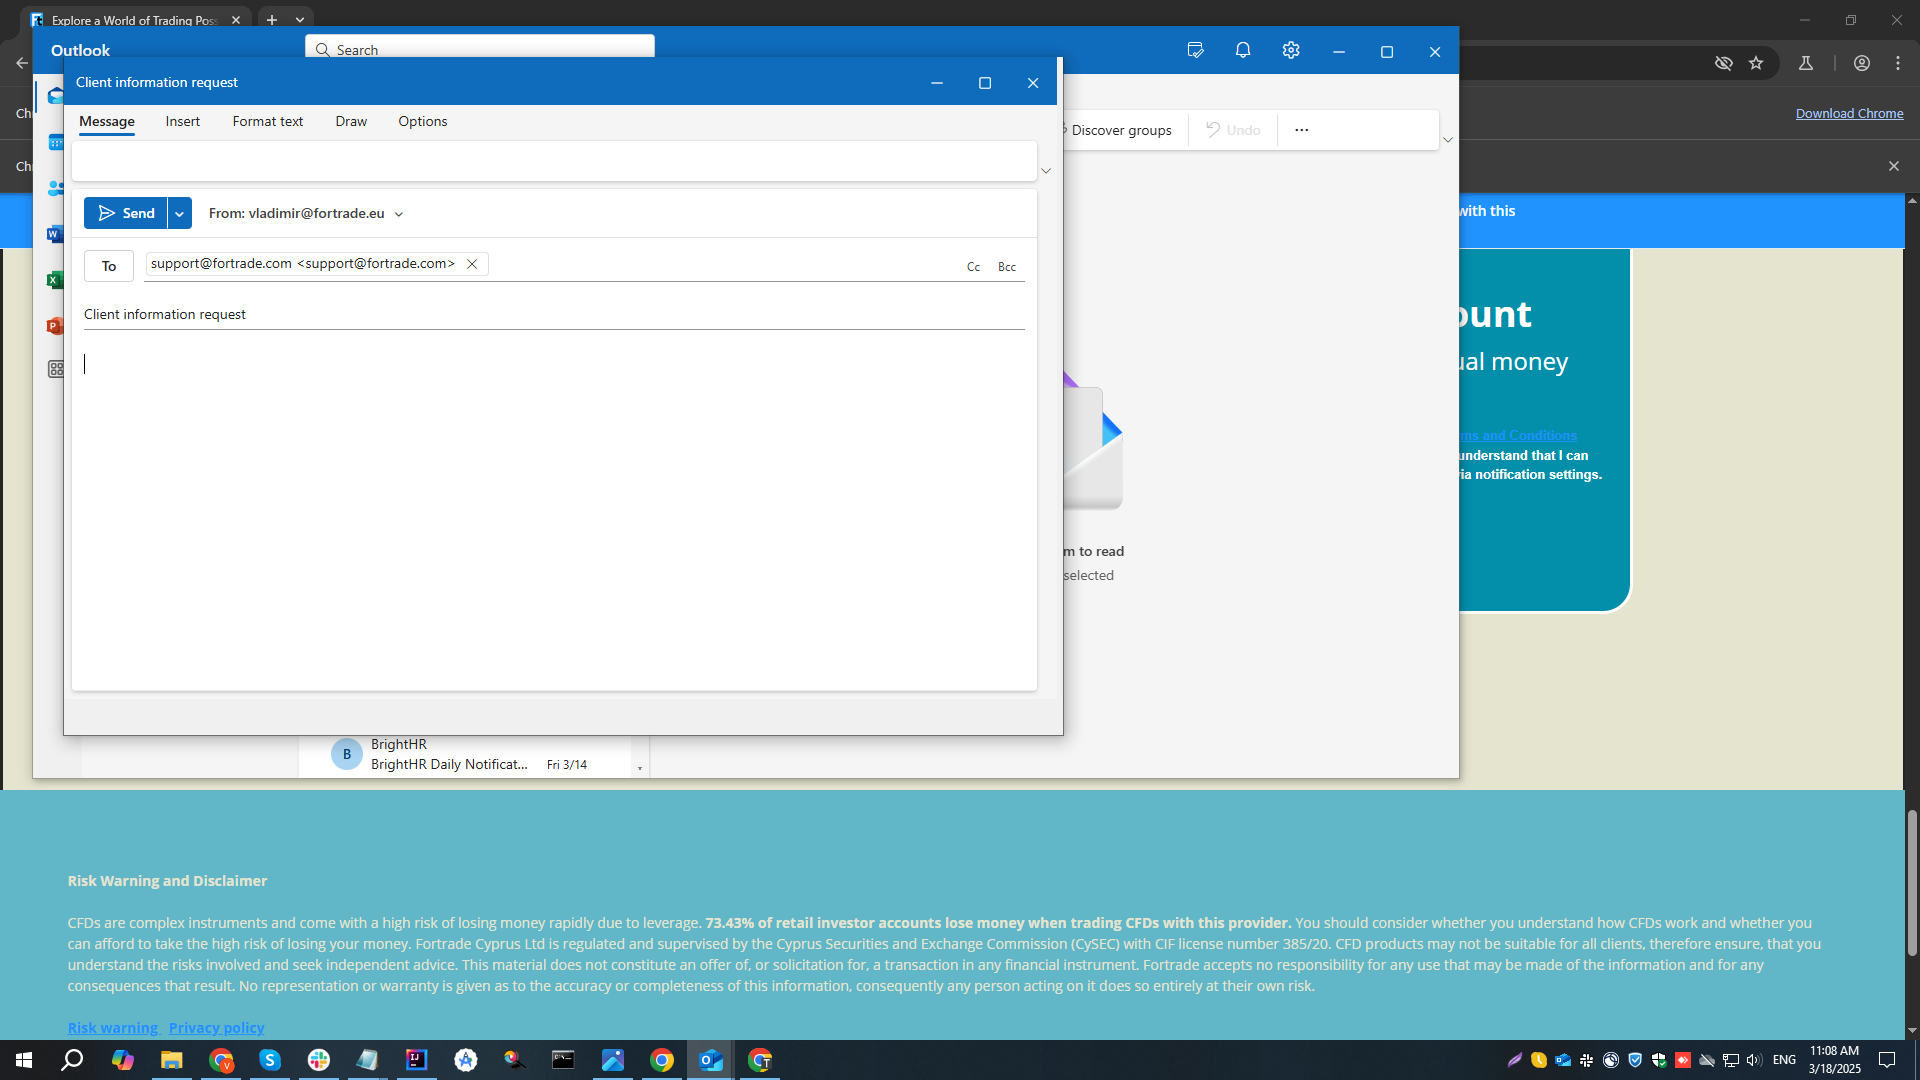 Explore a World of Trading Poss
Outlook
Search
Client information request
Message
Insert
Format text
Draw
Options
Discover groups
Undo
Download Chrome
Ch
Ch
Send
From: vladimir@fortrade.eu
with this
To
support@fortrade.com <support@fortrade.com>
Cc
Bcc
Client information request
ount
ual money
ms and Conditions
understand that I can
via notification settings.
m to read
selected
B
BrightHR
BrightHR Daily Notificat...
Fri 3/14
Risk Warning and Disclaimer
CFDs are complex instruments and come with a high risk of losing money rapidly due to leverage. 73.43% of retail investor accounts lose money when trading CFDs with this provider. You should consider whether you understand how CFDs work and whether you
can afford to take the high risk of losing your money. Fortrade Cyprus Ltd is regulated and supervised by the Cyprus Securities and Exchange Commission (CySEC) with CIF license number 385/20. CFD products may not be suitable for all clients, therefore ensure, that you
understand the risks involved and seek independent advice. This material does not constitute an offer of, or solicitation for, a transaction in any financial instrument. Fortrade accepts no responsibility for any use that may be made of the information and for any
consequences that result. No representation or warranty is given as to the accuracy or completeness of this information, consequently any person acting on it does so entirely at their own risk.
Risk warning
Privacy policy
ENG
11:08 AM
3/18/2025